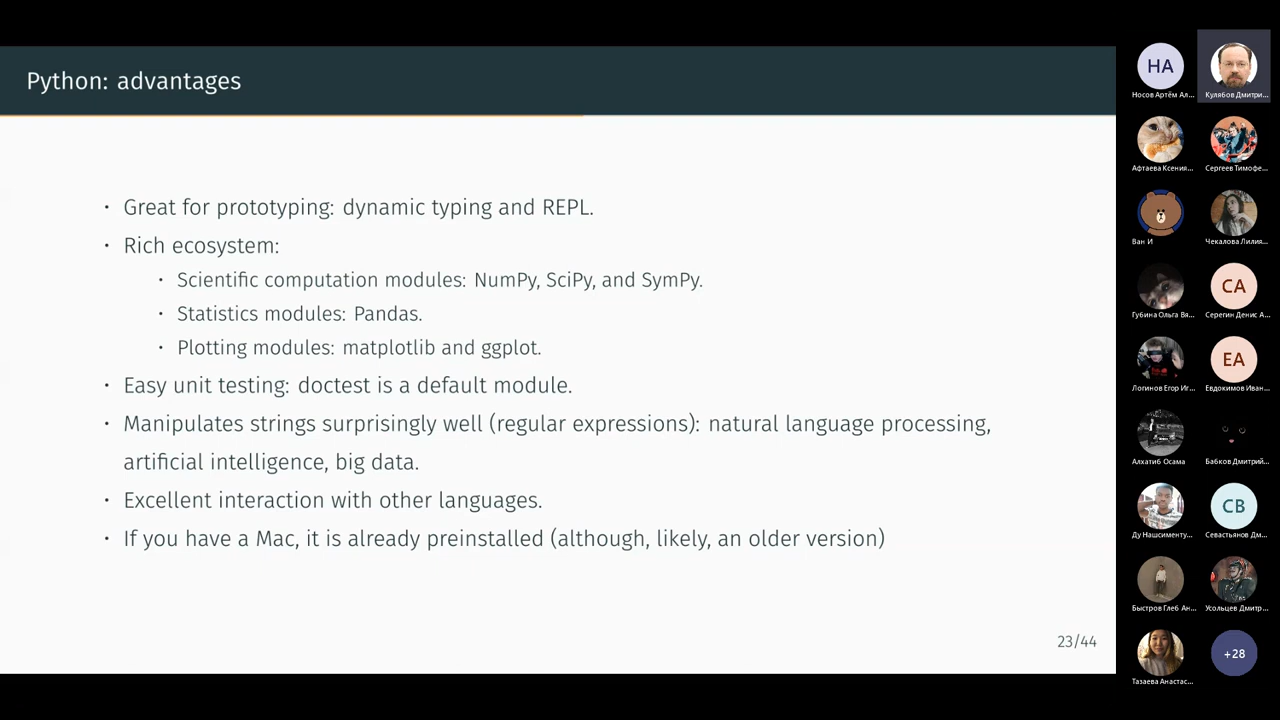 Python: advantages
• Great for prototyping: dynamic typing and REPL.
• Rich ecosystem:
• Scientific computation modules: NumPy, SciPy, and SymPy.
• Statistics modules: Pandas.
• Plotting modules: matplotlib and ggplot.
• Easy unit testing: doctest is a default module.
• Manipulates strings surprisingly well (regular expressions): natural language processing,
artificial intelligence, big data.
• Excellent interaction with other languages.
• If you have a Mac, it is already preinstalled (although, likely, an older version)
23/44
HA
Носов Артём Ал...
Кулябов Дмитри...
Афтаева Ксения...
Сергеев Тимофе...
Ван И
Чекалова Лилия...
Губина Ольга Вя...
CA
Серегин Денис А...
Логинов Егор Иг...
EA
Евдокимов Иван...
Алхатиб Осама
Бабков Дмитрий...
Ду Нашсименту...
СВ
Севастьянов Дм...
Быстров Глеб Ан...
Усольцев Дмитр...
Тазаева Анастас...
+28